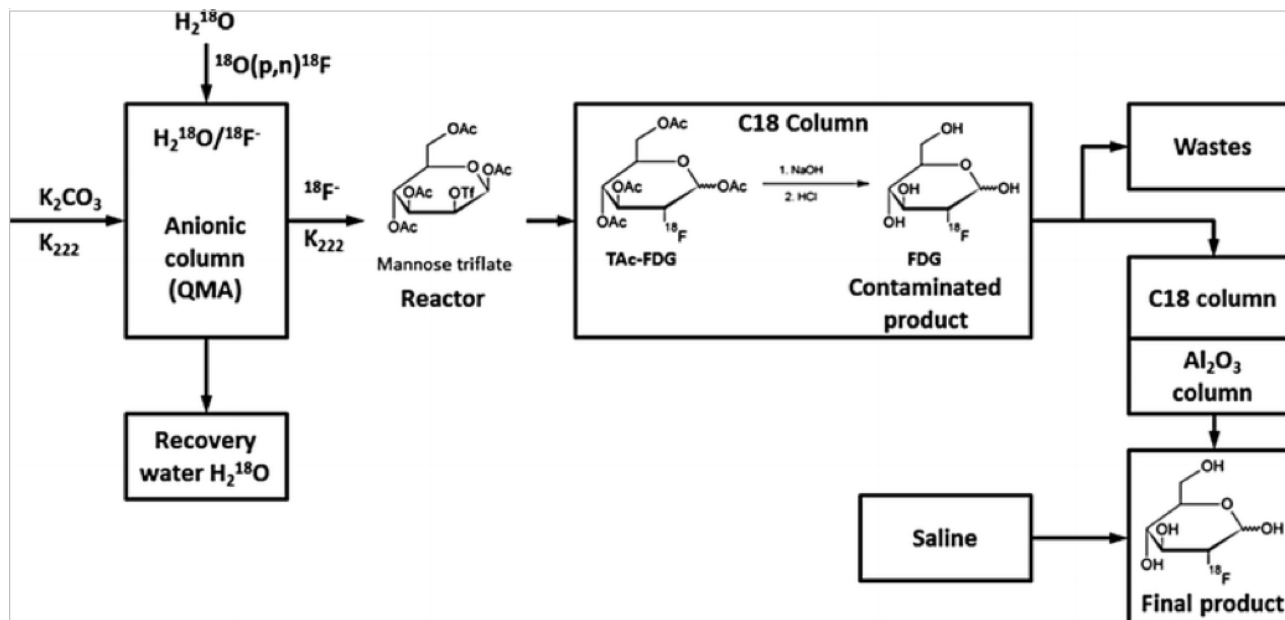 H₂¹⁸O
¹⁸O(p,n)¹⁸F
K₂CO₃
K₂₂₂
H₂¹⁸O/¹⁸F⁻
Anionic
column
(QMA)
Recovery
water H₂¹⁸O
¹⁸F⁻
K₂₂₂
OAc
O
OAc
OAc
OTf
OAc
Mannose triflate
Reactor
C18 Column
OAc
O
OAc
OAc
OAc
¹⁸F
TAc-FDG
1. NaOH
2. HCl
OH
O
OH
OH
OH
¹⁸F
FDG
Contaminated
product
Wastes
C18 column
Al₂O₃
column
Saline
OH
O
OH
OH
OH
¹⁸F
Final product